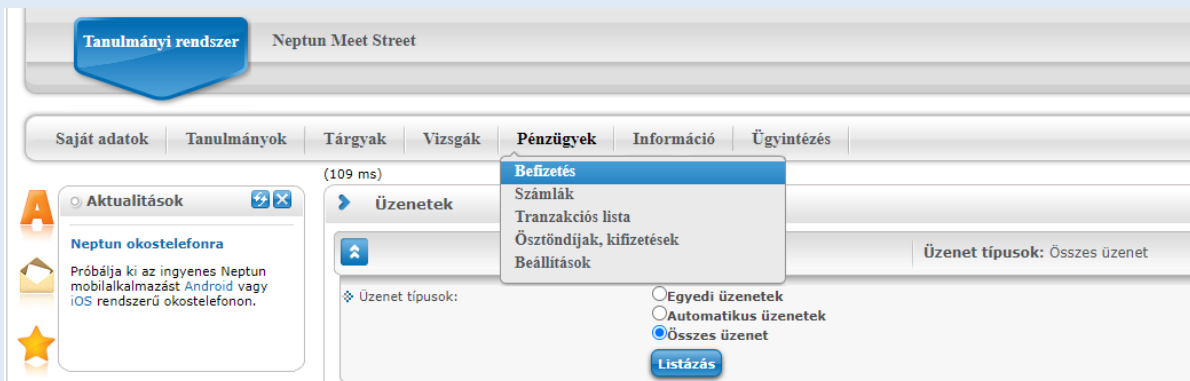 Tanulmányi rendszer
Neptun Meet Street
Saját adatok
Tanulmányok
Tárgyak
Vizsgák
Pénzügyek
Információ
Ügyintézés
(109 ms)
Befizetés
Számlák
Tranzakciós lista
Ösztöndíjak, kifizetések
Beállítások
Aktualitások
Neptun okostelefonra
Próbálja ki az ingyenes Neptun
mobilalkalmazást Android vagy
iOS rendszerű okostelefonon.
Üzenetek
Üzenet típusok: Összes üzenet
Üzenet típusok:
Egyedi üzenetek
Automatikus üzenetek
Összes üzenet
Listázás